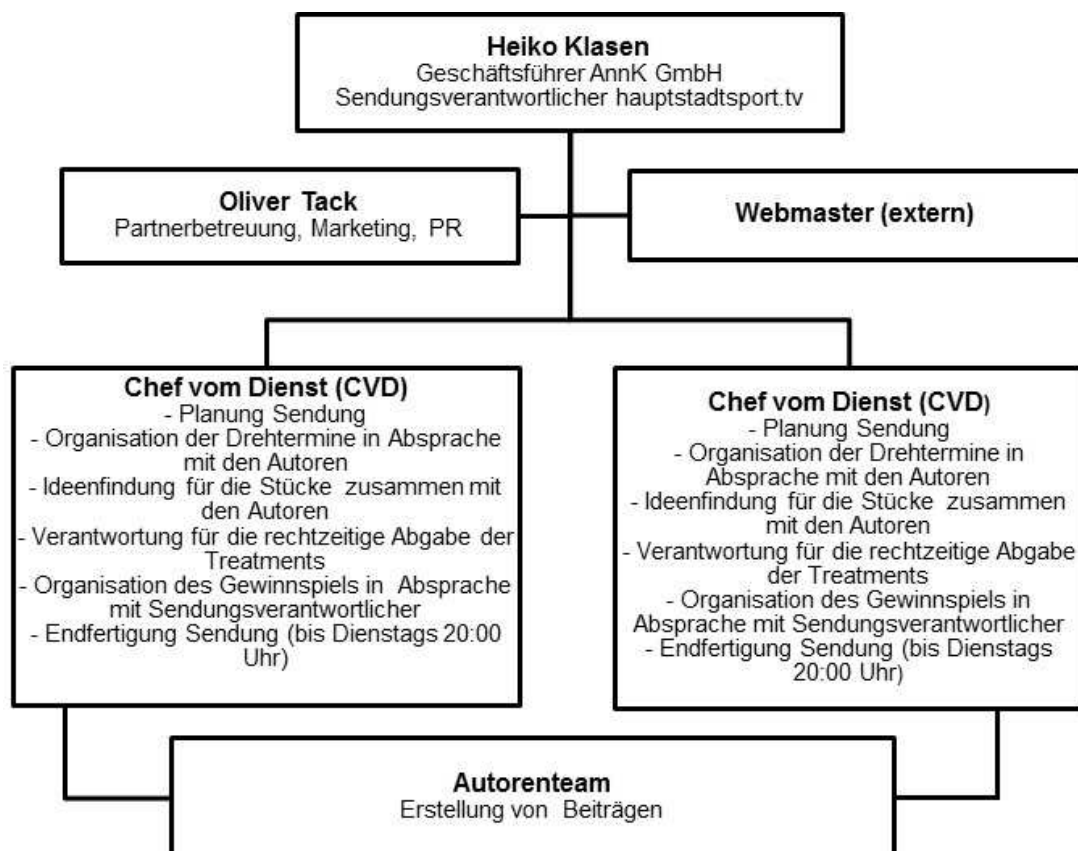 Heiko Klasen
Geschäftsführer AnnK GmbH
Sendungsverantwortlicher hauptstadtsport.tv
Oliver Tack
Partnerbetreuung, Marketing, PR
Webmaster (extern)
Chef vom Dienst (CVD)
- Planung Sendung
- Organisation der Drehtermine in Absprache
mit den Autoren
- Ideenfindung für die Stücke zusammen mit
den Autoren
- Verantwortung für die rechtzeitige Abgabe der
Treatments
- Organisation des Gewinnspiels in Absprache
mit Sendungsverantwortlicher
- Endfertigung Sendung (bis Dienstags 20:00
Uhr)
Chef vom Dienst (CVD)
- Planung Sendung
- Organisation der Drehtermine in
Absprache mit den Autoren
- Ideenfindung für die Stücke zusammen
mit den Autoren
- Verantwortung für die rechtzeitige Abgabe
der Treatments
- Organisation des Gewinnspiels in
Absprache mit Sendungsverantwortlicher
- Endfertigung Sendung (bis Dienstags
20:00 Uhr)
Autorenteam
Erstellung von Beiträgen